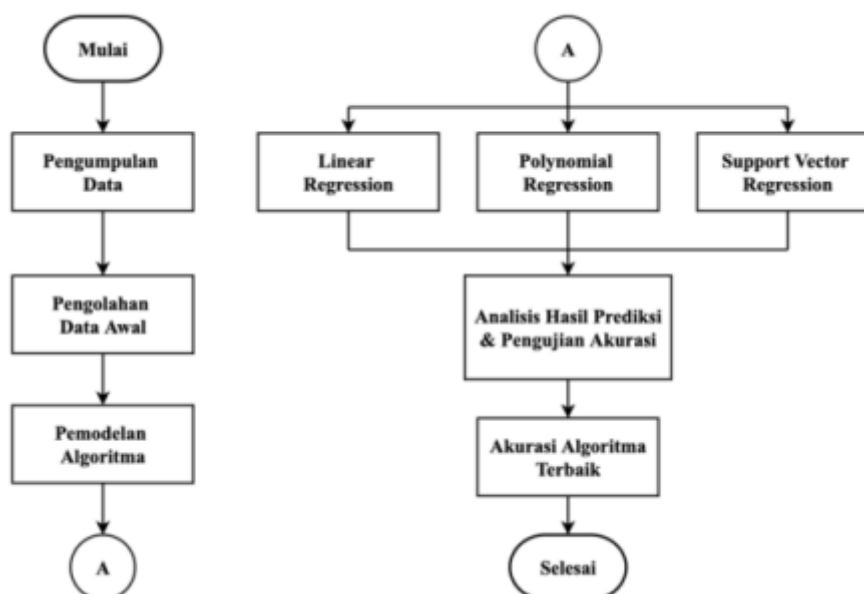 Mulai
Pengumpulan
Data
Pengolahan
Data Awal
Pemodelan
Algoritma
A
A
Linear
Regression
Polynomial
Regression
Support Vector
Regression
Analisis Hasil Prediksi
& Pengujian Akurasi
Akurasi Algoritma
Terbaik
Selesai